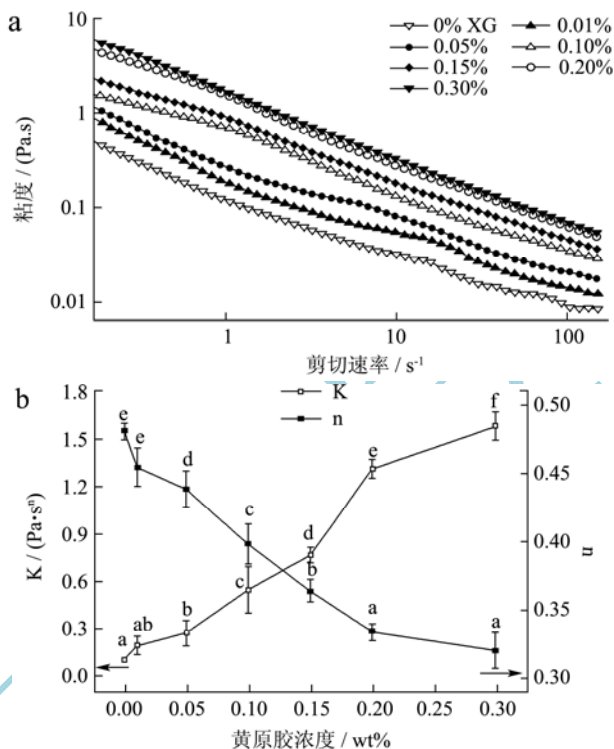 a
0% XG
0.01%
0.05%
0.10%
0.15%
0.20%
0.30%
10
1
0.1
0.01
粘度 / (Pa.s)
1
10
100
剪切速率 / s⁻¹
b
K
n
1.8
1.5
1.2
0.9
0.6
0.3
0.0
K / (Pa·sⁿ)
0.50
0.45
0.40
0.35
0.30
n
e
e
d
c
b
a
a
a
ab
b
c
d
e
f
0.00
0.05
0.10
0.15
0.20
0.25
0.30
黄原胶浓度 / wt%